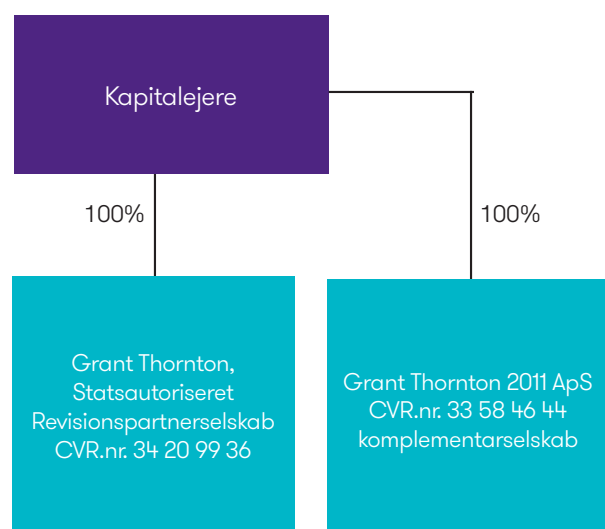 Kapitalejere
100%
100%
Grant Thornton,
Statsautoriseret
Revisionspartnerselskab
CVR.nr. 34 20 99 36
Grant Thornton 2011 ApS
CVR.nr. 33 58 46 44
komplementarselskab